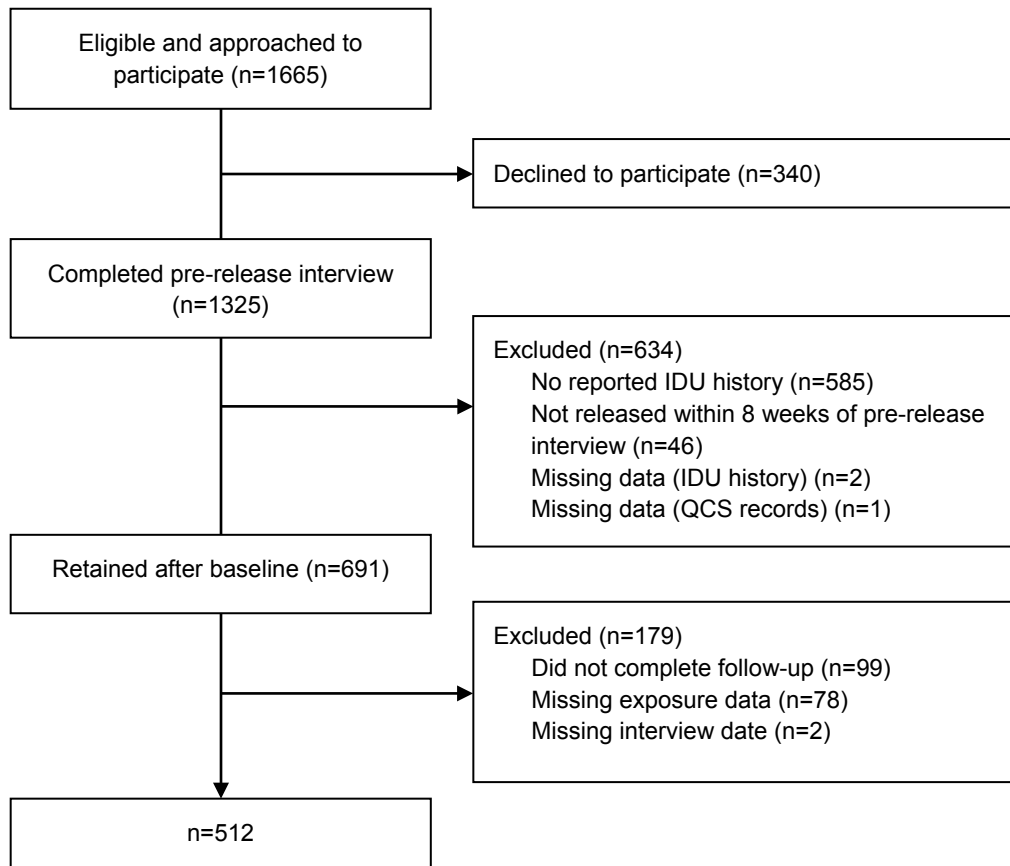 Eligible and approached to
participate (n=1665)
Declined to participate (n=340)
Completed pre-release interview
(n=1325)
Excluded (n=634)
No reported IDU history (n=585)
Not released within 8 weeks of pre-release
interview (n=46)
Missing data (IDU history) (n=2)
Missing data (QCS records) (n=1)
Retained after baseline (n=691)
Excluded (n=179)
Did not complete follow-up (n=99)
Missing exposure data (n=78)
Missing interview date (n=2)
n=512